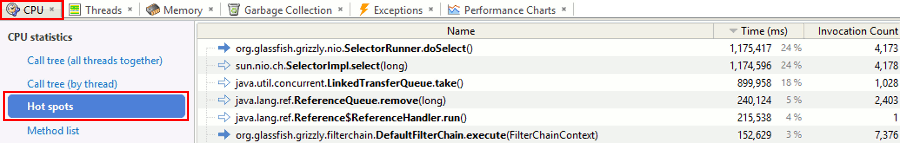 CPU Threads Memory Garbage Collection Exceptions Performance Charts
CPU statistics
Call tree (all threads together)
Call tree (by thread)
Hot spots
Method list
Name Time (ms) Invocation Count
org.glassfish.grizzly.nio.SelectorRunner.doSelect() 1,175,417 24 % 4,173
sun.nio.ch.SelectorImpl.select(long) 1,174,596 24 % 4,178
java.util.concurrent.LinkedTransferQueue.take() 899,958 18 % 1,028
java.lang.ref.ReferenceQueue.remove(long) 240,124 5 % 2,403
java.lang.ref.Reference$ReferenceHandler.run() 215,538 4 % 1
org.glassfish.grizzly.filterchain.DefaultFilterChain.execute(FilterChainContext) 152,629 3 % 7,376